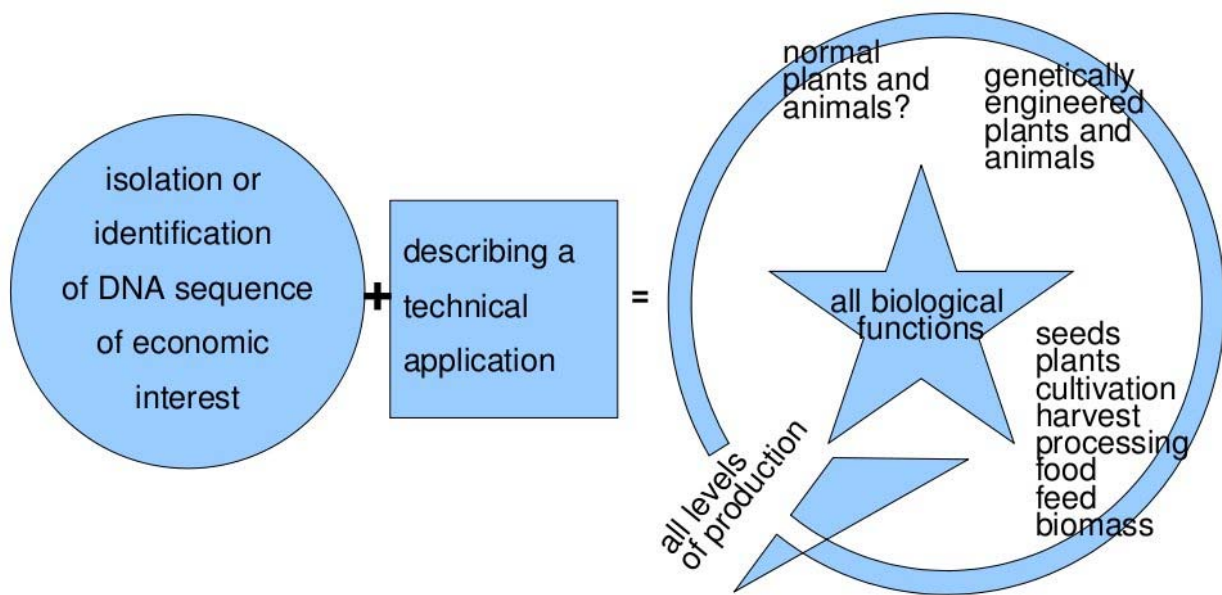 isolation or
identification
of DNA sequence
of economic
interest
+
describing a
technical
application
=
normal
plants and
animals?
genetically
engineered
plants and
animals
all biological
functions
seeds
plants
cultivation
harvest
processing
food
feed
biomass
all levels
of production